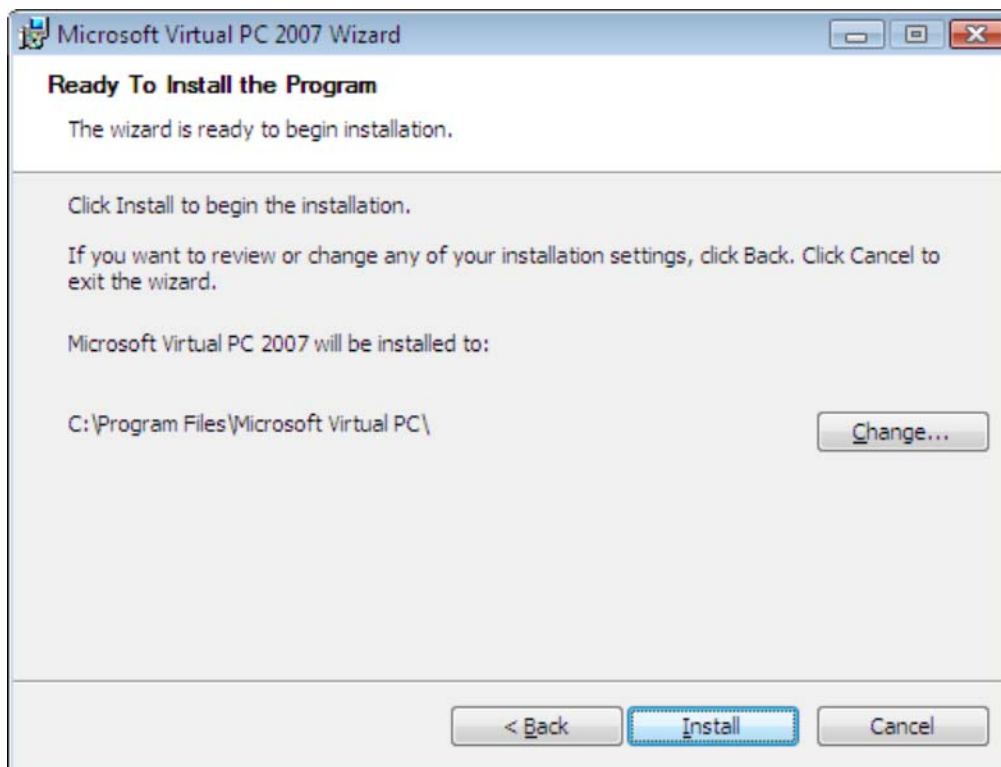 Microsoft Virtual PC 2007 Wizard
Ready To Install the Program
The wizard is ready to begin installation.
Click Install to begin the installation.
If you want to review or change any of your installation settings, click Back. Click Cancel to
exit the wizard.
Microsoft Virtual PC 2007 will be installed to:
C:\Program Files\Microsoft Virtual PC\
Change...
< Back
Install
Cancel